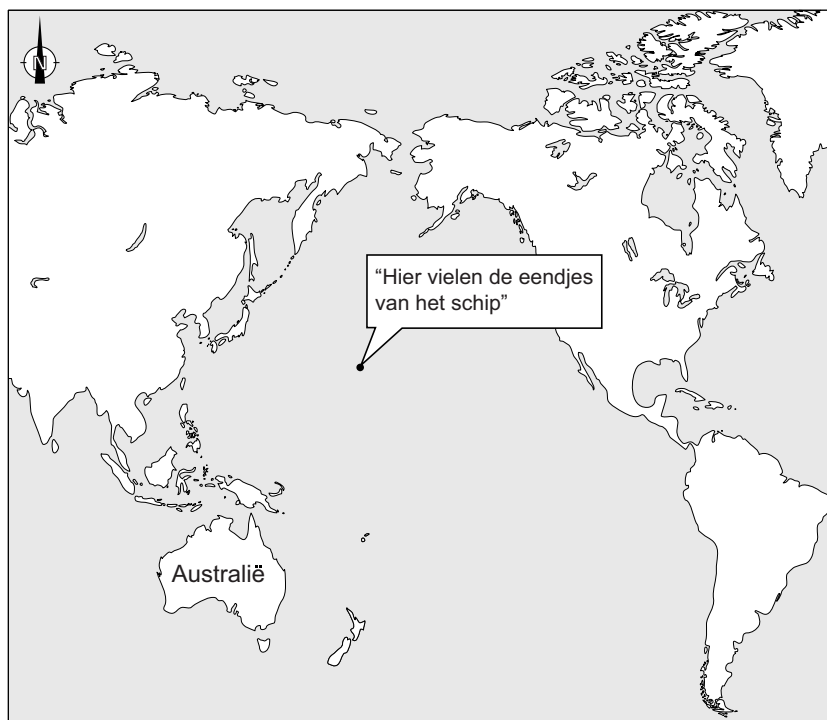 N
“Hier vielen de eendjes
van het schip”
Australië